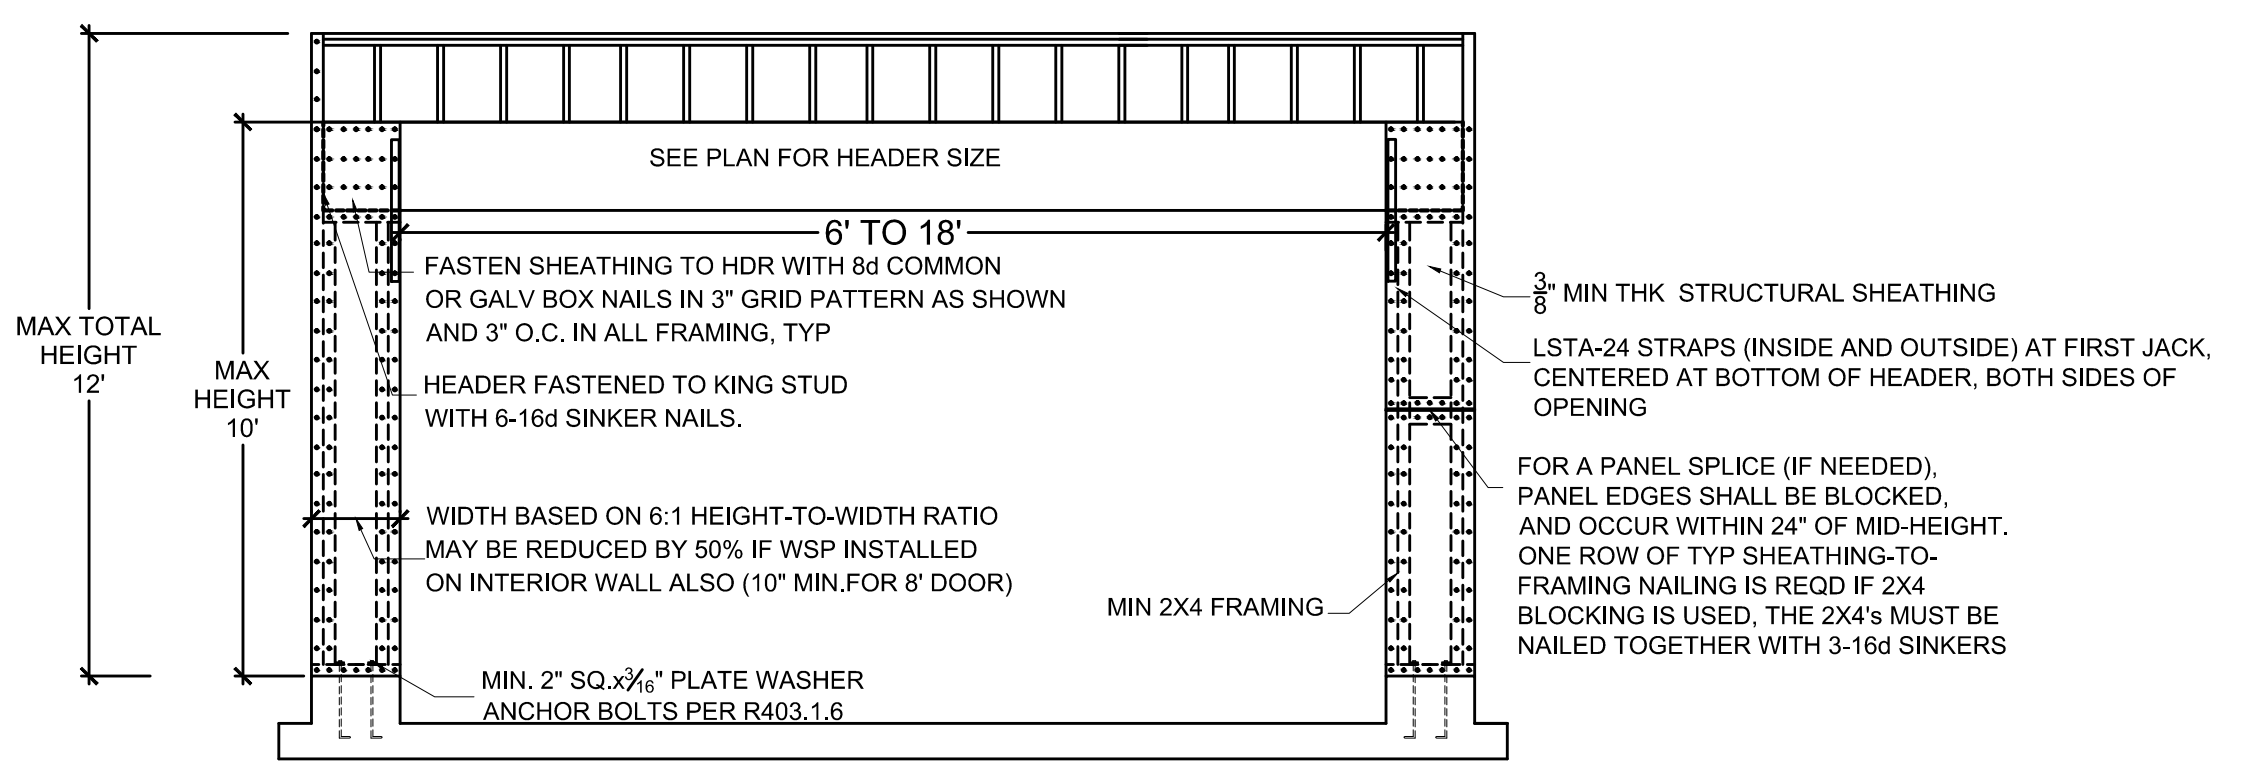 SEE PLAN FOR HEADER SIZE
6' TO 18'
MAX TOTAL
HEIGHT
12'
MAX
HEIGHT
10'
FASTEN SHEATHING TO HDR WITH 8d COMMON
OR GALV BOX NAILS IN 3" GRID PATTERN AS SHOWN
AND 3" O.C. IN ALL FRAMING, TYP
HEADER FASTENED TO KING STUD
WITH 6-16d SINKER NAILS.
WIDTH BASED ON 6:1 HEIGHT-TO-WIDTH RATIO
MAY BE REDUCED BY 50% IF WSP INSTALLED
ON INTERIOR WALL ALSO (10" MIN.FOR 8' DOOR)
MIN. 2" SQ.x3/16" PLATE WASHER
ANCHOR BOLTS PER R403.1.6
MIN 2X4 FRAMING
3/8" MIN THK STRUCTURAL SHEATHING
LSTA-24 STRAPS (INSIDE AND OUTSIDE) AT FIRST JACK,
CENTERED AT BOTTOM OF HEADER, BOTH SIDES OF
OPENING
FOR A PANEL SPLICE (IF NEEDED),
PANEL EDGES SHALL BE BLOCKED,
AND OCCUR WITHIN 24" OF MID-HEIGHT.
ONE ROW OF TYP SHEATHING-TO-
FRAMING NAILING IS REQD IF 2X4
BLOCKING IS USED, THE 2X4's MUST BE
NAILED TOGETHER WITH 3-16d SINKERS